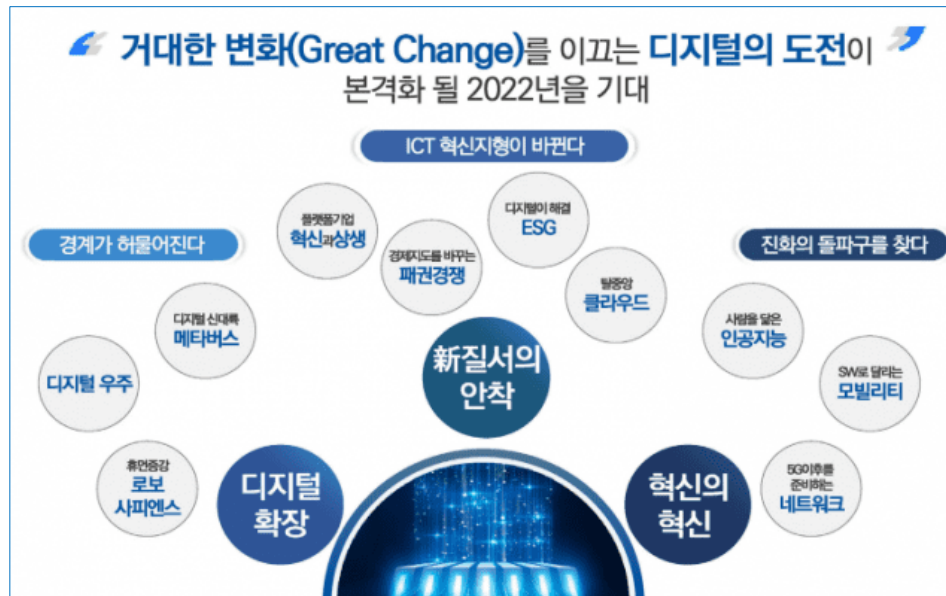 거대한 변화(Great Change)를 이끄는 디지털의 도전이
본격화 될 2022년을 기대
ICT 혁신지형이 바뀐다
경계가 허물어진다
진화의 돌파구를 찾다
플랫폼기업
혁신과상생
경제지도를 바꾸는
패권경쟁
디지털이 해결
ESG
탈중앙
클라우드
디지털 신대륙
메타버스
디지털 우주
휴먼증강
로보
사피엔스
사람을 닮은
인공지능
SW로 달리는
모빌리티
5G이후를
준비하는
네트워크
新질서의
안착
디지털
확장
혁신의
혁신